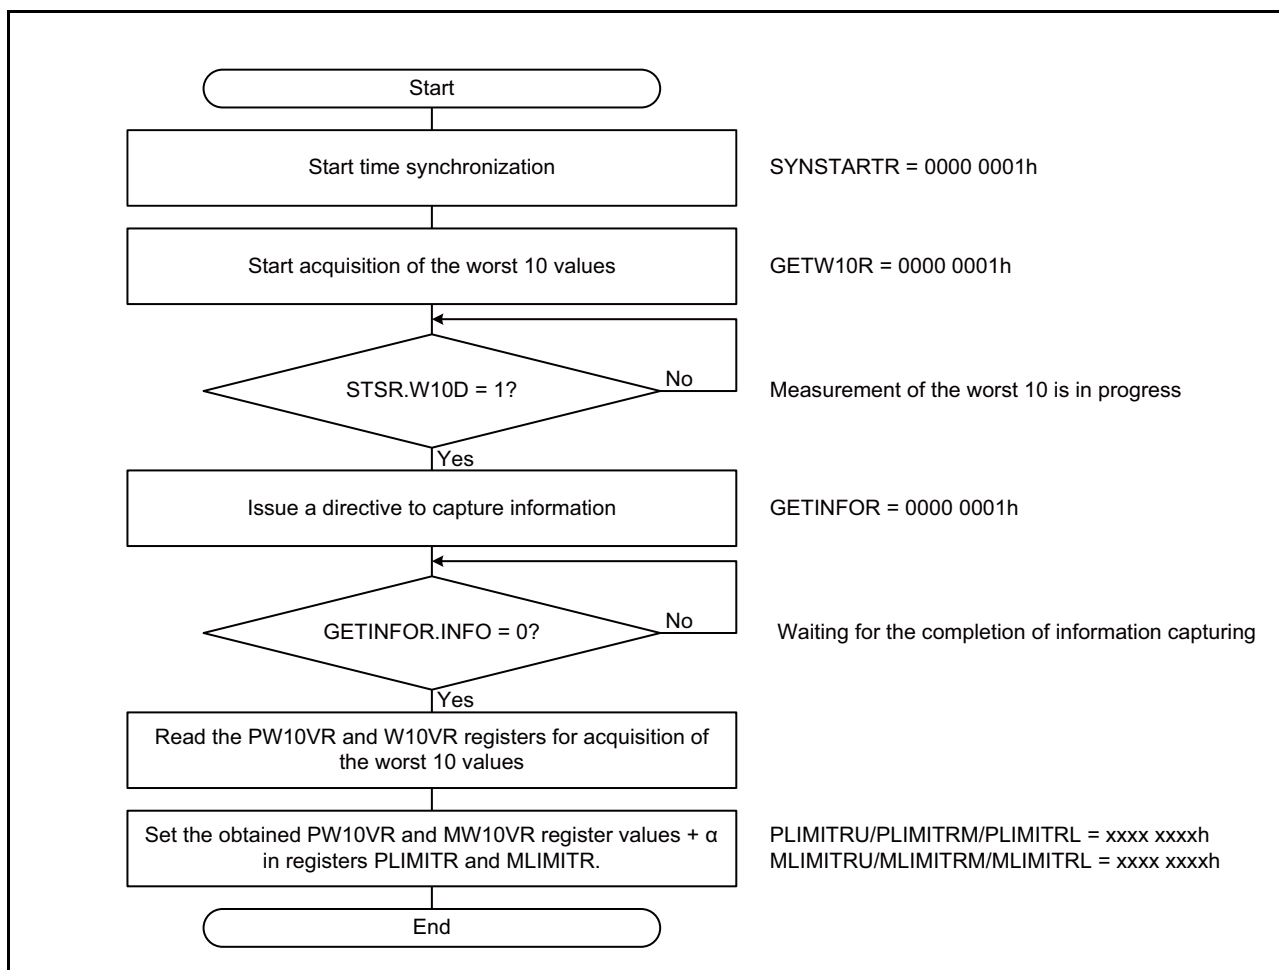 Start
Start time synchronization
SYNSTARTR = 0000 0001h
Start acquisition of the worst 10 values
GETW10R = 0000 0001h
STSR.W10D = 1?
No
Measurement of the worst 10 is in progress
Yes
Issue a directive to capture information
GETINFOR = 0000 0001h
GETINFOR.INFO = 0?
No
Waiting for the completion of information capturing
Yes
Read the PW10VR and W10VR registers for acquisition of
the worst 10 values
Set the obtained PW10VR and MW10VR register values + α
in registers PLIMITR and MLIMITR.
PLIMITRU/PLIMITRM/PLIMITRL = xxxx xxxxh
MLIMITRU/MLIMITRM/MLIMITRL = xxxx xxxxh
End